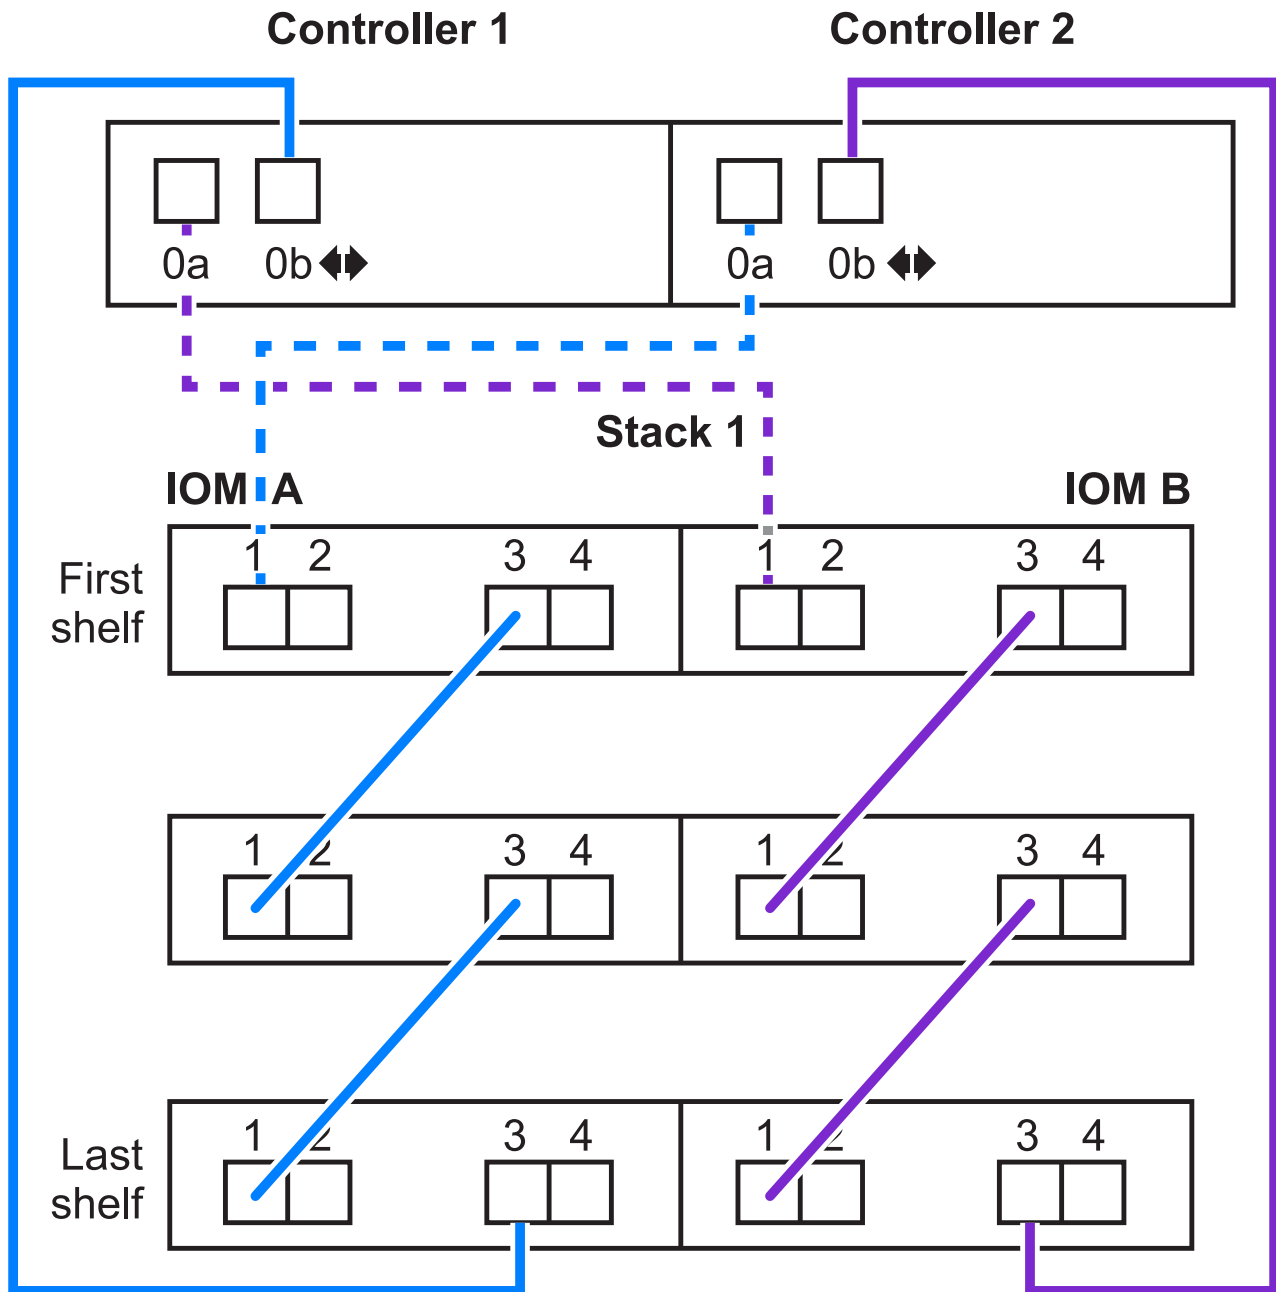 Controller 1 Controller 2
0a 0b 0a 0b
Stack 1
IOM A IOM B
1 2 3 4 1 2 3 4
First
shelf
1 2 3 4 1 2 3 4
1 2 3 4 1 2 3 4
Last
shelf